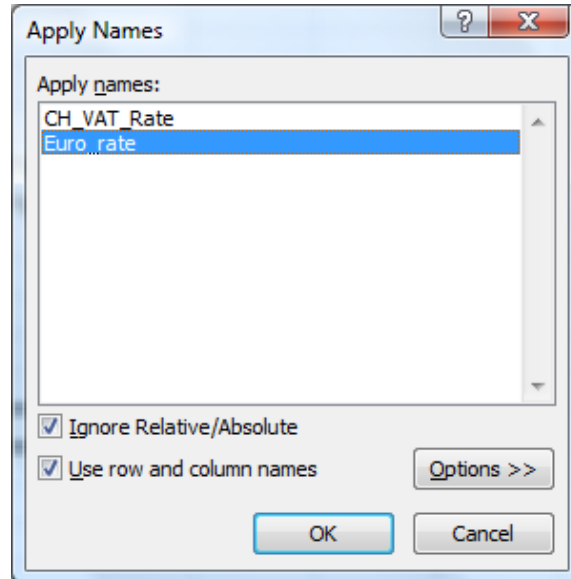 Apply Names
Apply names:
CH_VAT_Rate
Euro_rate
Ignore Relative/Absolute
Use row and column names
Options >>
OK
Cancel